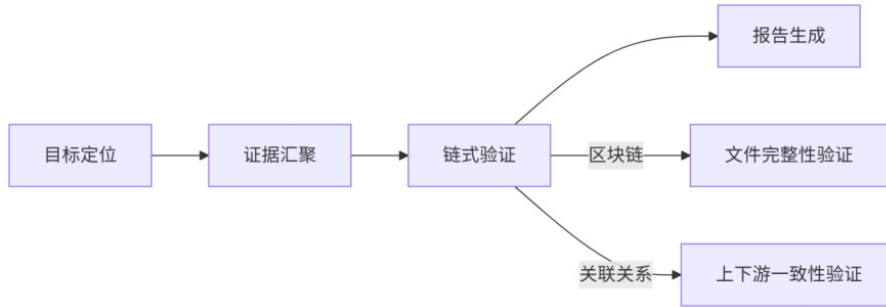 报告生成
目标定位
证据汇聚
链式验证
区块链
文件完整性验证
关联关系
上下游一致性验证